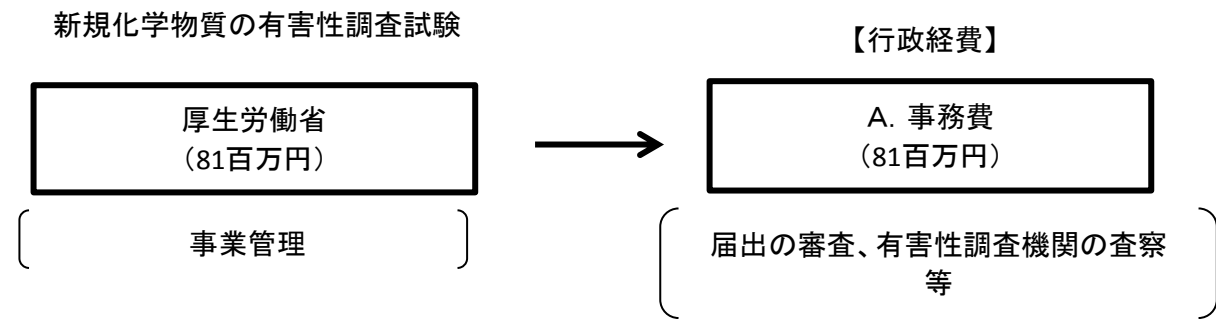 新規化学物質の有害性調査試験
【行政経費】
厚生労働省
（81百万円）
A．事務費
（81百万円）
事業管理
届出の審査、有害性調査機関の査察
等